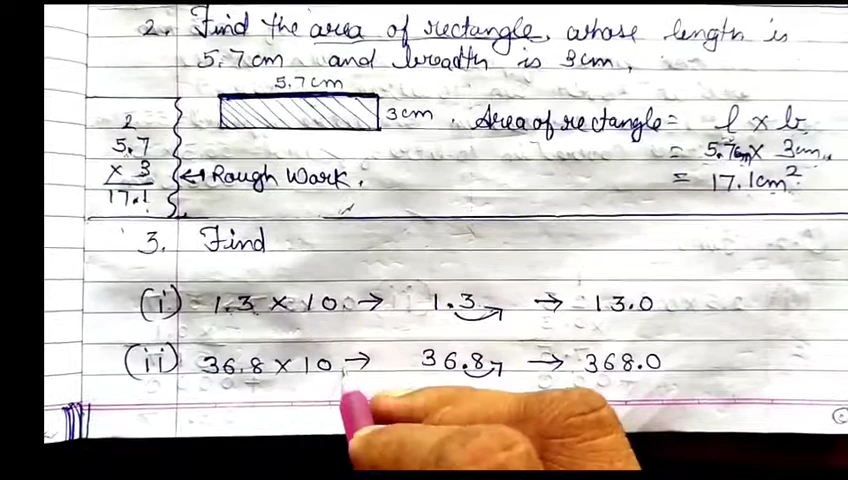 2. Find the area of rectangle, whose length is
5.7cm and breadth is 3cm.
5.7cm
3cm. Area of rectangle = l x b
2
5.7 = 5.7cm x 3cm
x 3 ← Rough Work. = 17.1cm²
17.1
3. Find
(i) 1.3 x 10 → 1.3 → 13.0
(ii) 36.8 x 10 → 36.8 → 368.0